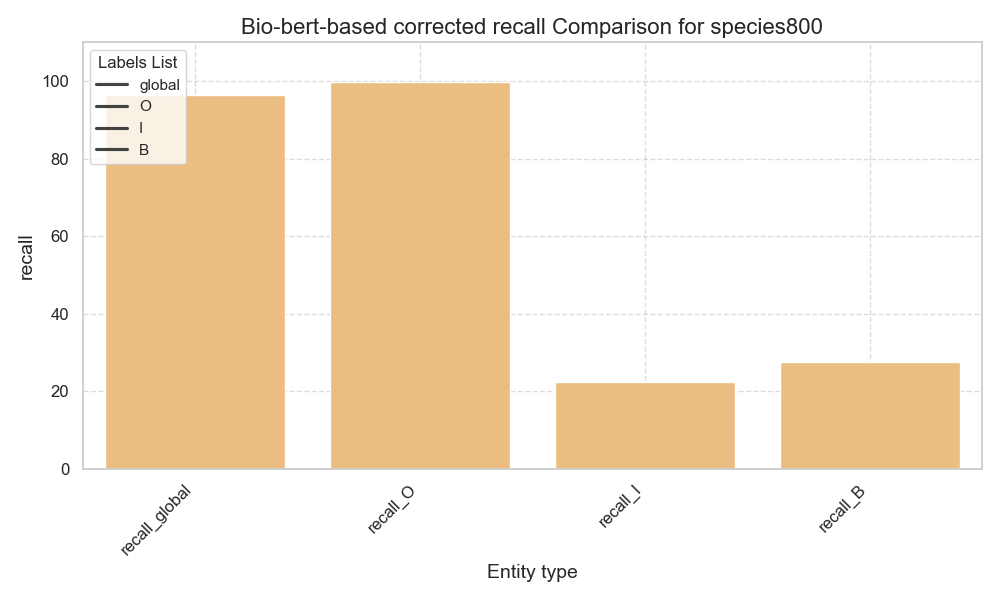 Bio-bert-based corrected recall Comparison for species800
Labels List
global
O
I
B
recall
100
80
60
40
20
0
recall_global
recall_O
recall_I
recall_B
Entity type